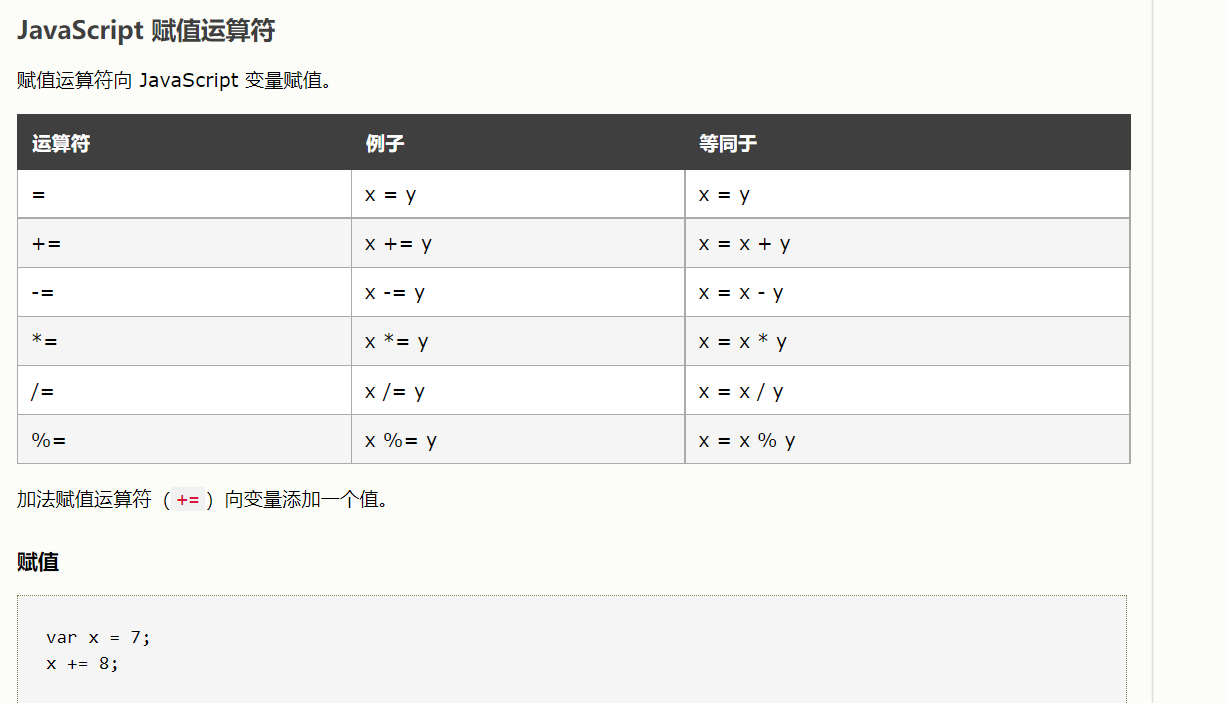 JavaScript 赋值运算符
赋值运算符向 JavaScript 变量赋值。
运算符 例子 等同于
= x = y x = y
+= x += y x = x + y
-= x -= y x = x - y
*= x *= y x = x * y
/= x /= y x = x / y
%= x %= y x = x % y
加法赋值运算符（+=）向变量添加一个值。
赋值
var x = 7;
x += 8;